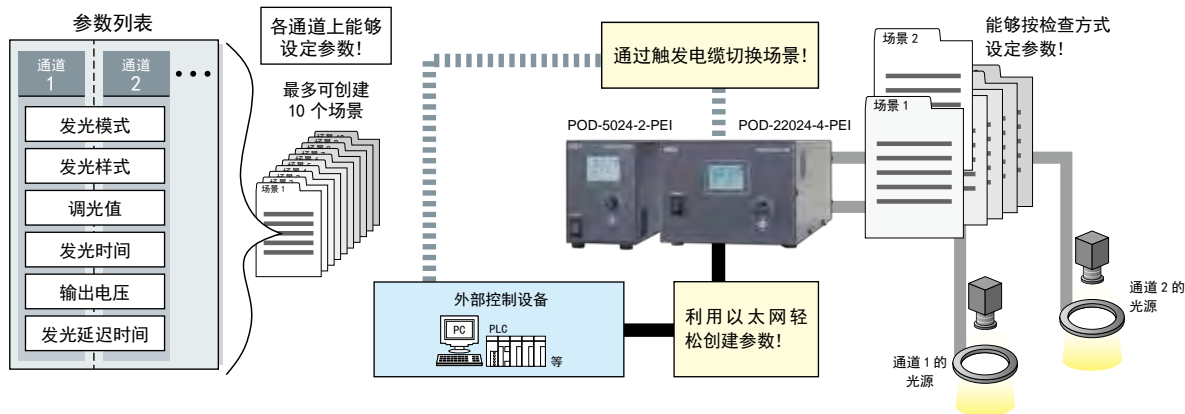 参数列表
通道
1
通道
2
•••
发光模式
发光样式
调光值
发光时间
输出电压
发光延迟时间
各通道上能够
设定参数!
最多可创建
10 个场景
场景 1
通过触发电缆切换场景!
POD-5024-2-PEI
POD-22024-4-PEI
外部控制设备
PC
PLC
等
利用以太网轻
松创建参数!
能够按检查方式
设定参数!
场景 2
场景 1
通道 1 的
光源
通道 2 的
光源